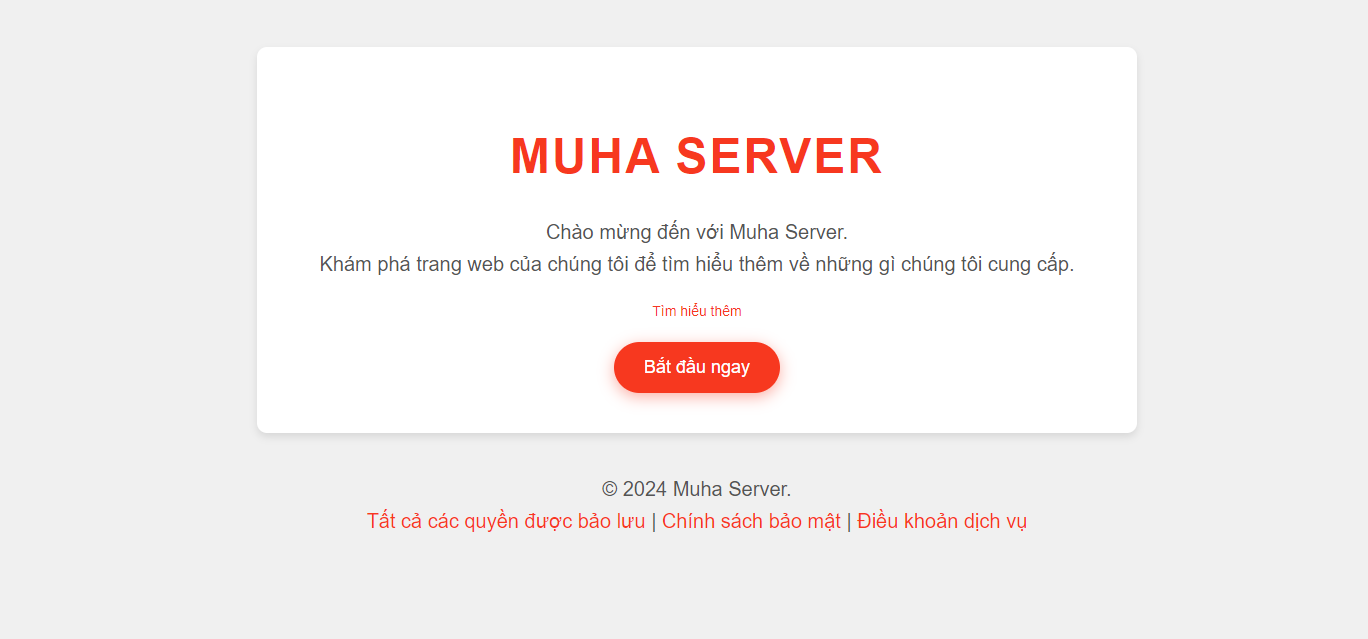 MUHA SERVER
Chào mừng đến với Muha Server.
Khám phá trang web của chúng tôi để tìm hiểu thêm về những gì chúng tôi cung cấp.
Tìm hiểu thêm
Bắt đầu ngay
© 2024 Muha Server.
Tất cả các quyền được bảo lưu | Chính sách bảo mật | Điều khoản dịch vụ